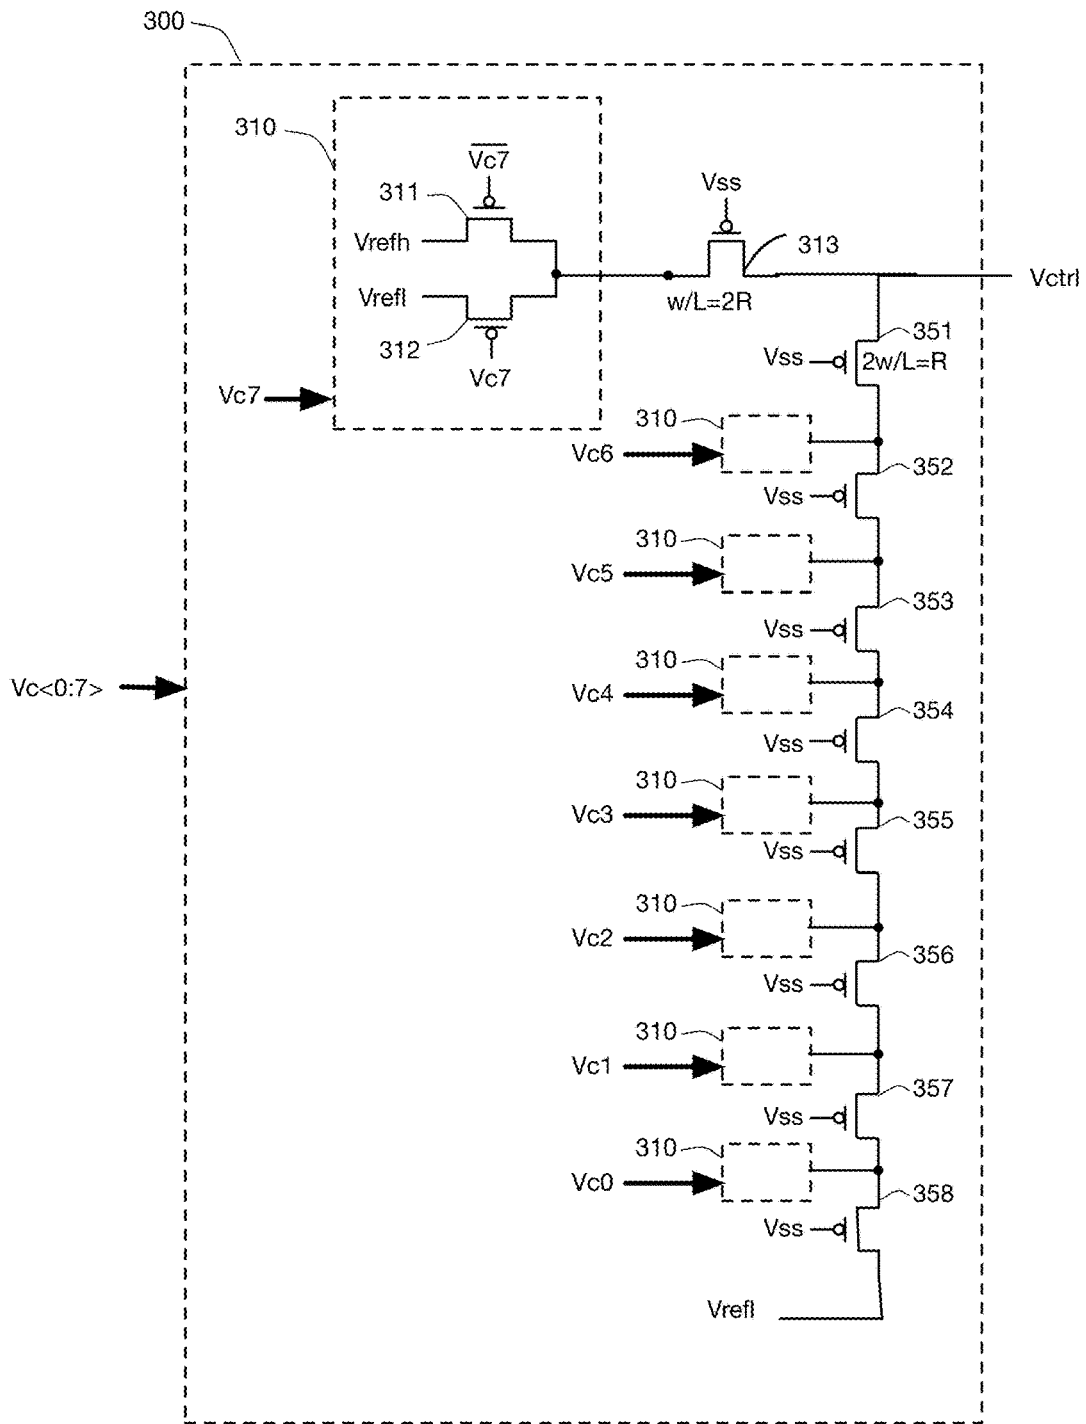 300
310
V̅c̅7̅
311
Vrefh
Vrefl
312
Vc7
Vss
313
w/L=2R
Vctrl
351
Vss
2w/L=R
Vc7
310
Vc6
352
Vss
310
Vc5
353
Vss
310
Vc4
Vc<0:7>
354
Vss
310
Vc3
355
Vss
310
Vc2
356
Vss
310
Vc1
357
Vss
310
Vc0
358
Vss
Vrefl